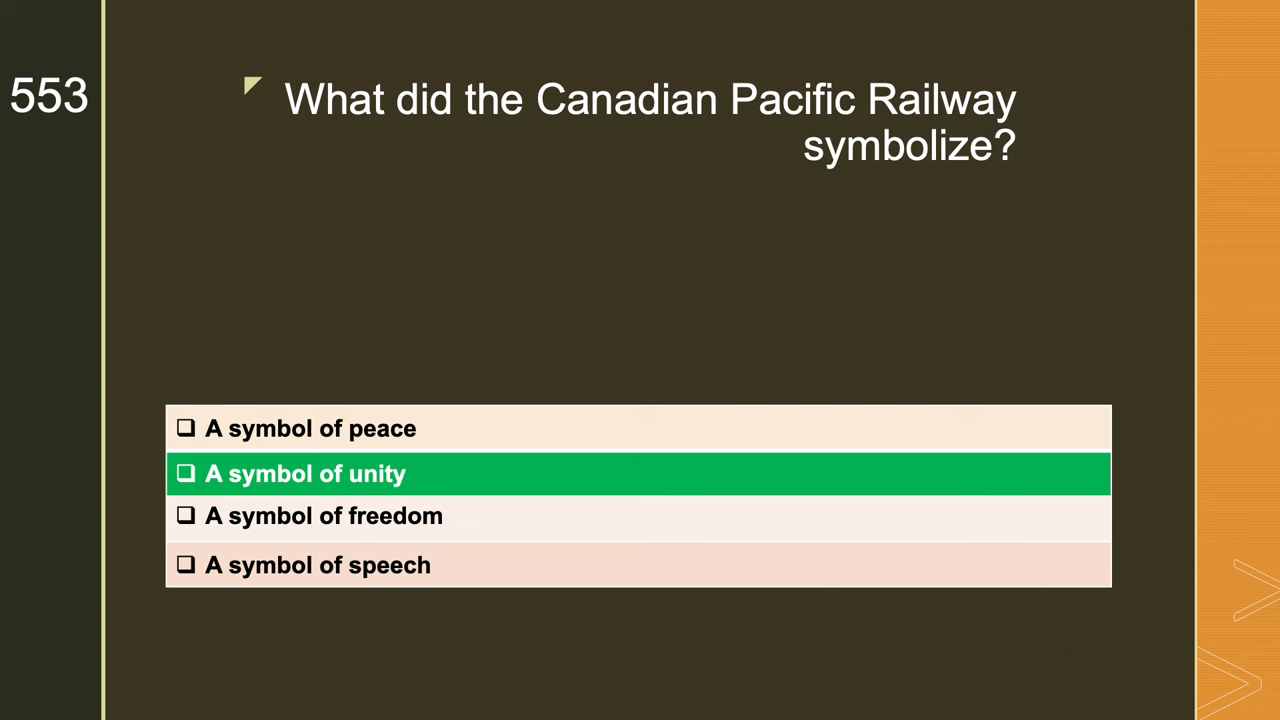 553
What did the Canadian Pacific Railway
symbolize?
❑ A symbol of peace
❑ A symbol of unity
❑ A symbol of freedom
❑ A symbol of speech